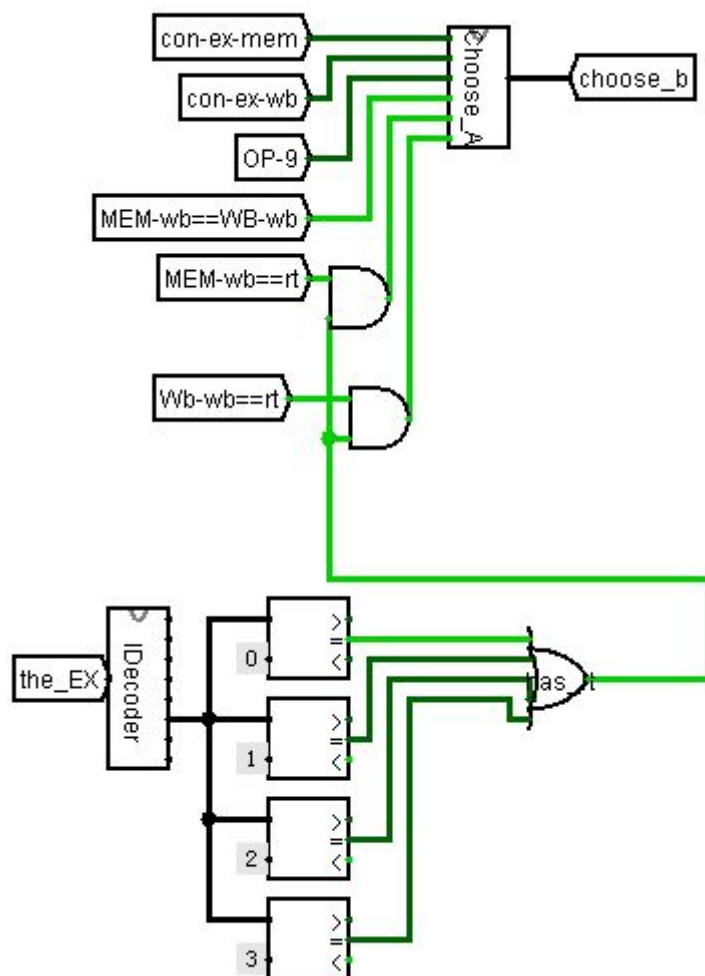 con-ex-mem
con-ex-wb
OP-9
MEM-wb==WB-wb
MEM-wb==rt
Wb-wb==rt
Choose_A
choose_b
the_EX
IDecoder
0
>
=
<
1
>
=
<
2
>
=
<
3
>
=
<